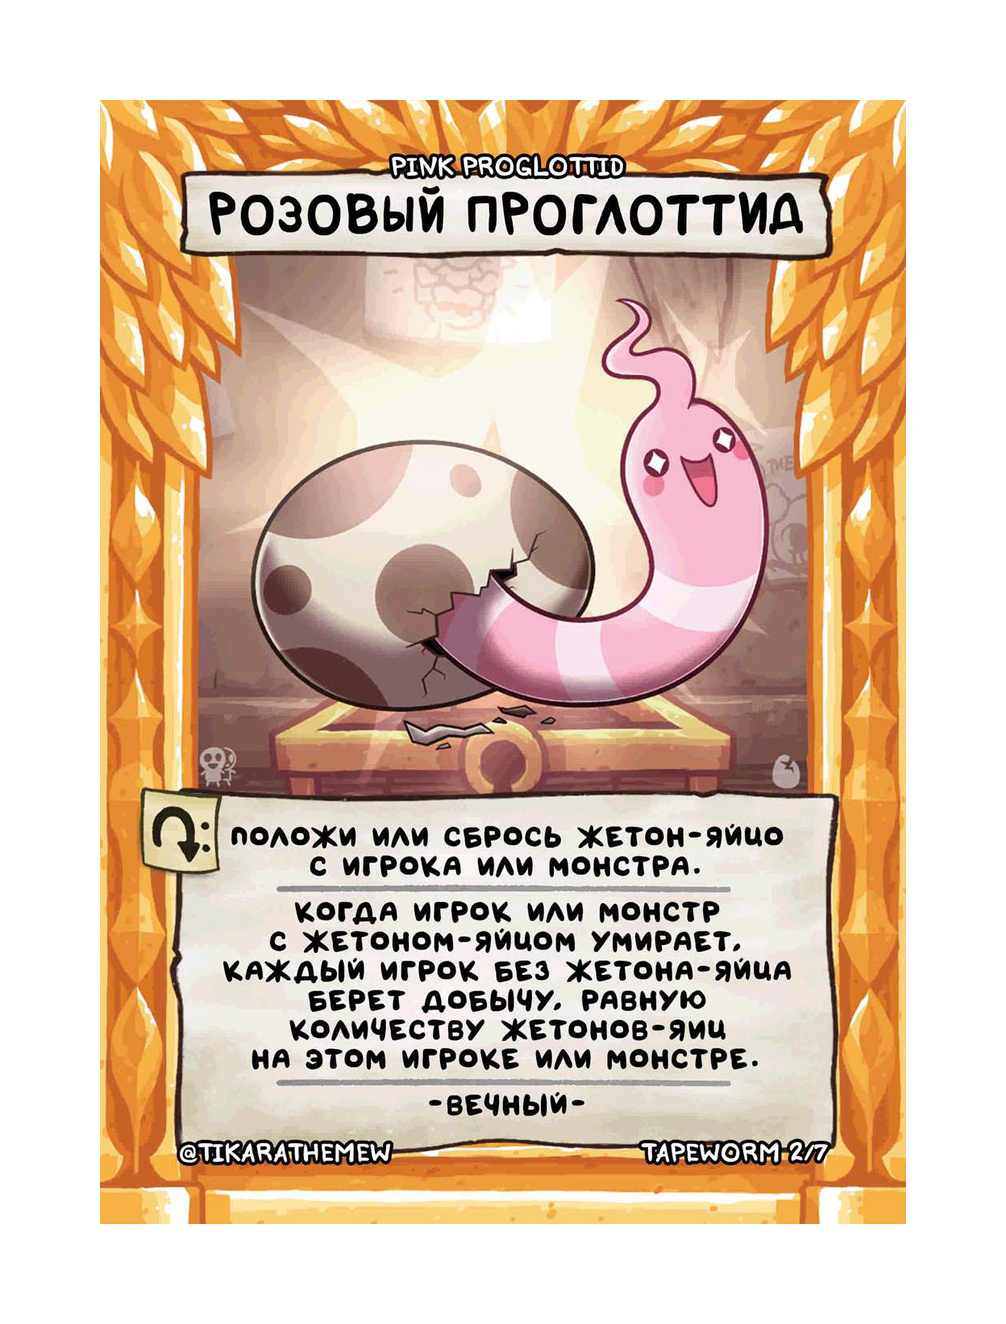 PINK PROGLOTTID
РОЗОВЫЙ ПРОГЛОТТИД
THE
: ПОЛОЖИ ИЛИ СБРОСЬ ЖЕТОН-ЯЙЦО
С ИГРОКА ИЛИ МОНСТРА.
КОГДА ИГРОК ИЛИ МОНСТР
С ЖЕТОНОМ-ЯЙЦОМ УМИРАЕТ,
КАЖДЫЙ ИГРОК БЕЗ ЖЕТОНА-ЯЙЦА
БЕРЕТ ДОБЫЧУ, РАВНУЮ
КОЛИЧЕСТВУ ЖЕТОНОВ-ЯИЦ
НА ЭТОМ ИГРОКЕ ИЛИ МОНСТРЕ.
-ВЕЧНЫЙ-
@TIKARATHEMEW
TAPEWORM 2/7